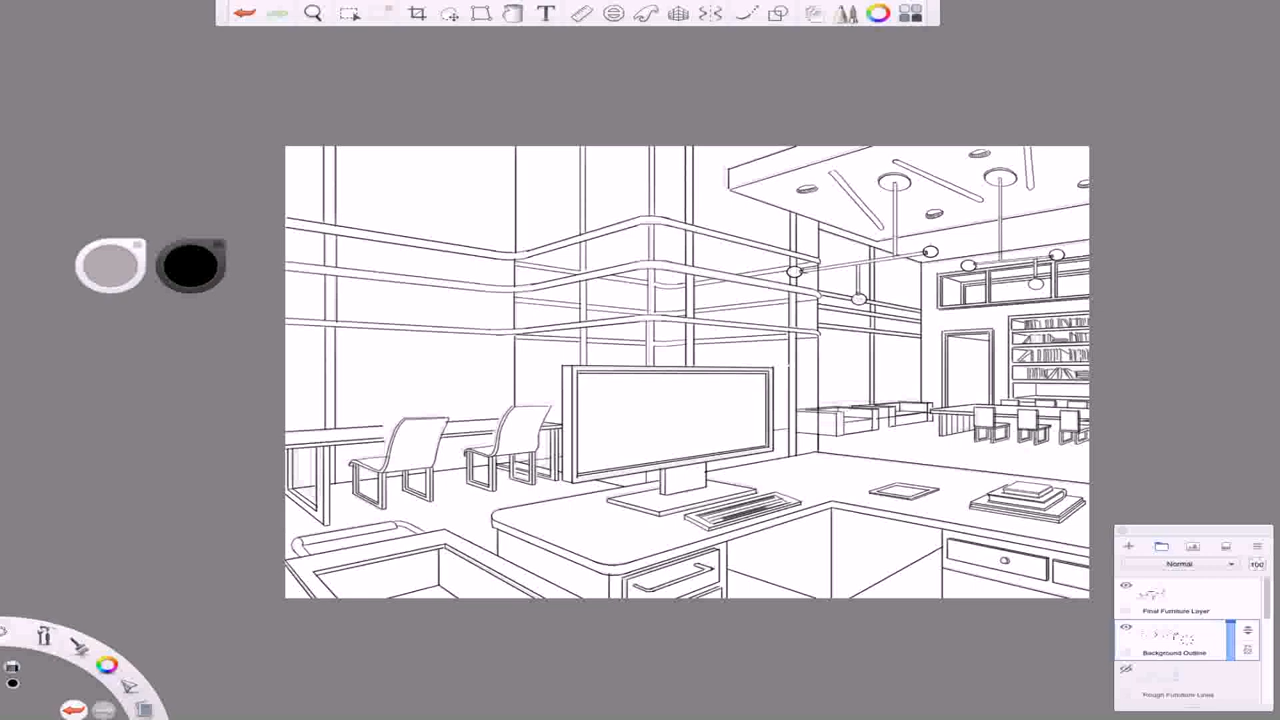 T
Normal
100
Final Furniture Layer
Background Outline
Rough Furniture Lines